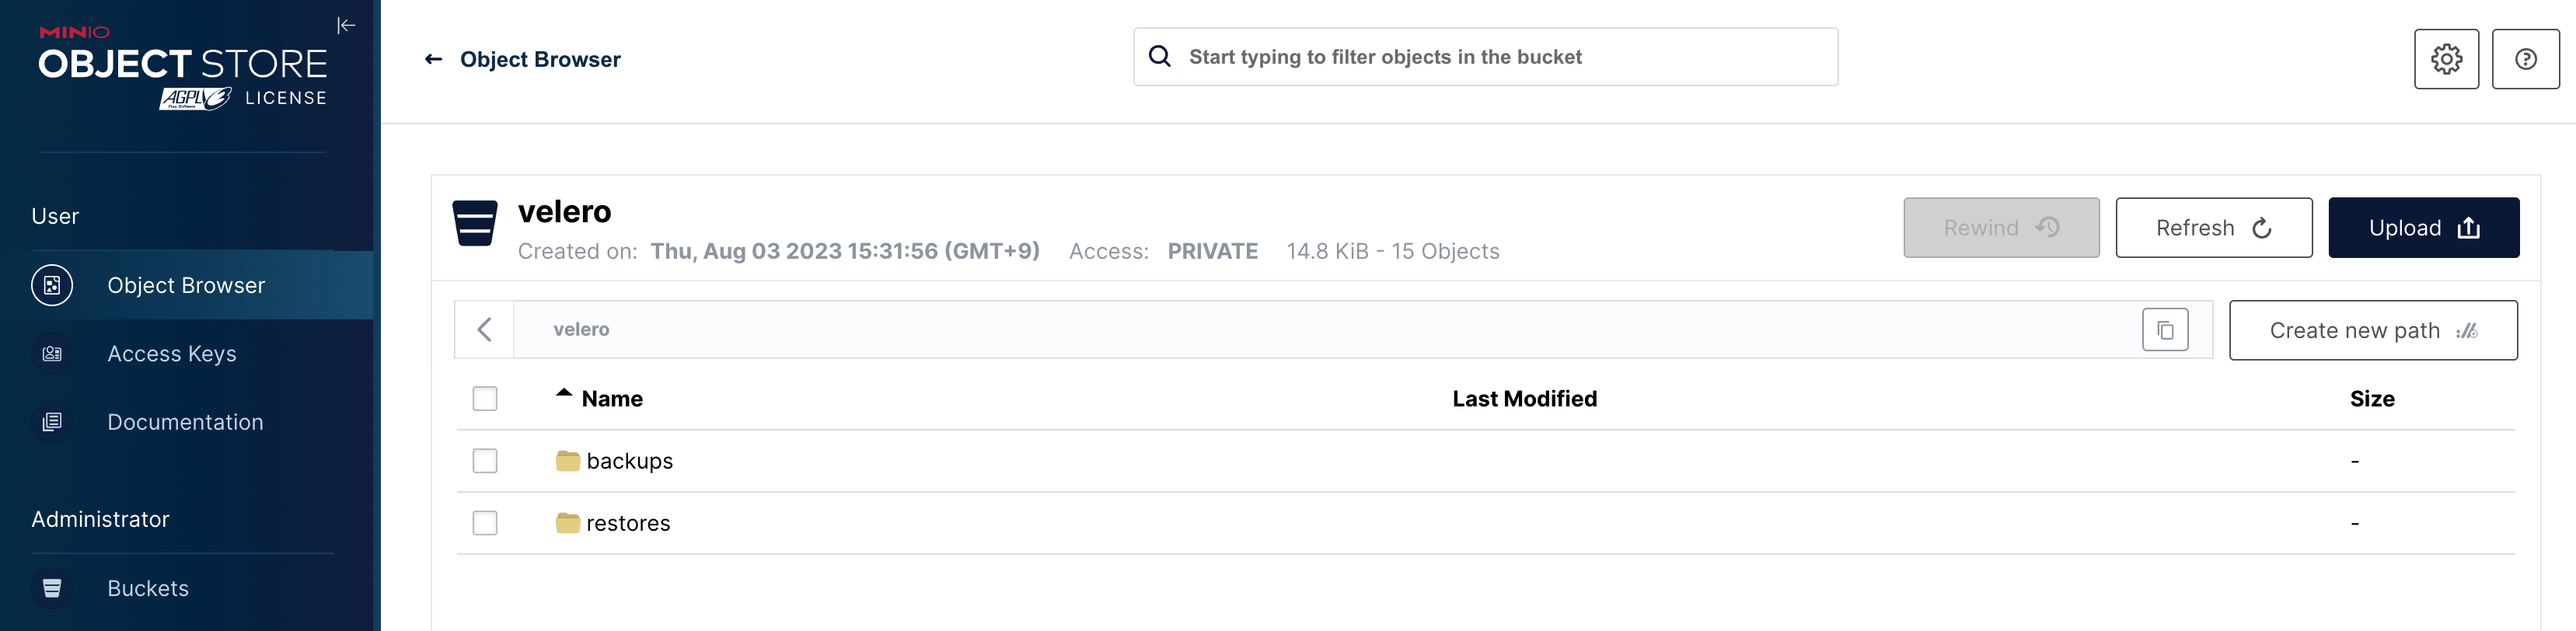 MINIO
OBJECT STORE
AGPLv3 LICENSE
User
Object Browser
Access Keys
Documentation
Administrator
Buckets
Object Browser
Start typing to filter objects in the bucket
velero
Created on: Thu, Aug 03 2023 15:31:56 (GMT+9) Access: PRIVATE 14.8 KiB - 15 Objects
Rewind Refresh Upload
velero
Create new path
Name Last Modified Size
backups -
restores -